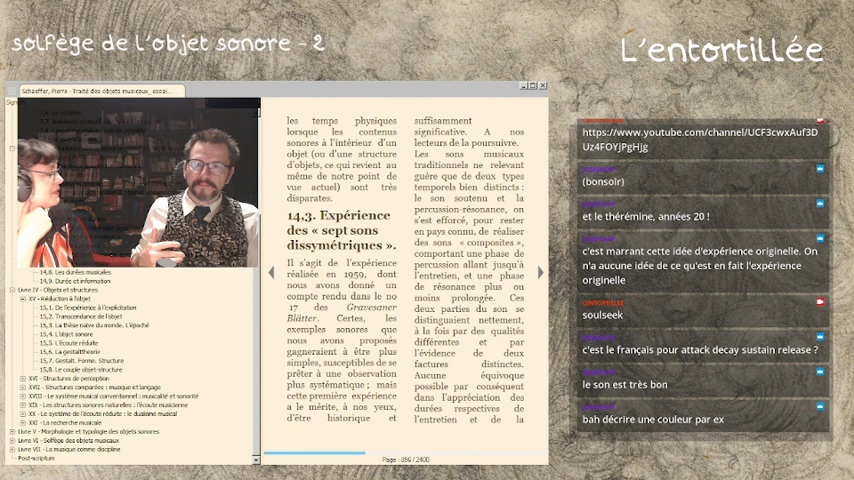 solfège de l'objet sonore - 2
L'entortillée
Schaeffer, Pierre - Traité des objets musicaux_ essai...
14,8. Les durées musicales
14,9. Durée et information
Livre IV - Objets et structures
XV - Réduction à l'objet
15,1. De l'expérience à l'explicitation
15,2. Transcendance de l'objet
15,3. La thèse naïve du monde. L'époché
15,4. L'objet sonore
15,5. L'écoute réduite
15,6. La gestalttheorie
15,7. Gestalt. Forme. Structure
15,8. Le couple objet-structure
XVI - Structures de perception
XVII - Structures comparées : musique et langage
XVIII - Le système musical conventionnel : musicalité et sonorité
XIX - Les structures sonores naturelles : l'écoute musicienne
XX - Le système de l'écoute réduite : le dualisme musical
XXI - La recherche musicale
Livre V - Morphologie et typologie des objets sonores
Livre VI - Solfège des objets musicaux
Livre VII - La musique comme discipline
Post-scriptum
les temps physiques
lorsque les contenus
sonores à l'intérieur d'un
objet (ou d'une structure
d'objets, ce qui revient au
même de notre point de
vue actuel) sont très
disparates.
14,3. Expérience
des « sept sons
dissymétriques ».
Il s'agit de l'expérience
réalisée en 1959, dont
nous avons donné un
compte rendu dans le no
17 des Gravesaner
Blätter. Certes, les
exemples sonores que
nous avons proposés
gagneraient à être plus
simples, susceptibles de se
prêter à une observation
plus systématique ; mais
cette première expérience
a le mérite, à nos yeux,
d'être historique et
suffisamment
significative. A nos
lecteurs de la poursuivre.
Les sons musicaux
traditionnels ne relevant
guère que de deux types
temporels bien distincts :
le son soutenu et la
percussion-résonance, on
s'est efforcé, pour rester
en pays connu, de réaliser
des sons « composites »,
comportant une phase de
percussion allant jusqu'à
l'entretien, et une phase
de résonance plus ou
moins prolongée. Ces
deux parties du son se
distinguaient nettement,
à la fois par des qualités
différentes et par
l'évidence de deux
factures distinctes.
Aucune équivoque
possible par conséquent
dans l'appréciation des
durées respectives de
l'entretien et de la
Page : 856 / 2400
https://www.youtube.com/channel/UCF3cwxAuf3D
Uz4FOYJPgHjg
(bonsoir)
et le thérémine, années 20 !
c'est marrant cette idée d'expérience originelle. On
n'a aucune idée de ce qu'est en fait l'expérience
originelle
soulseek
c'est le français pour attack decay sustain release ?
le son est très bon
bah décrire une couleur par ex